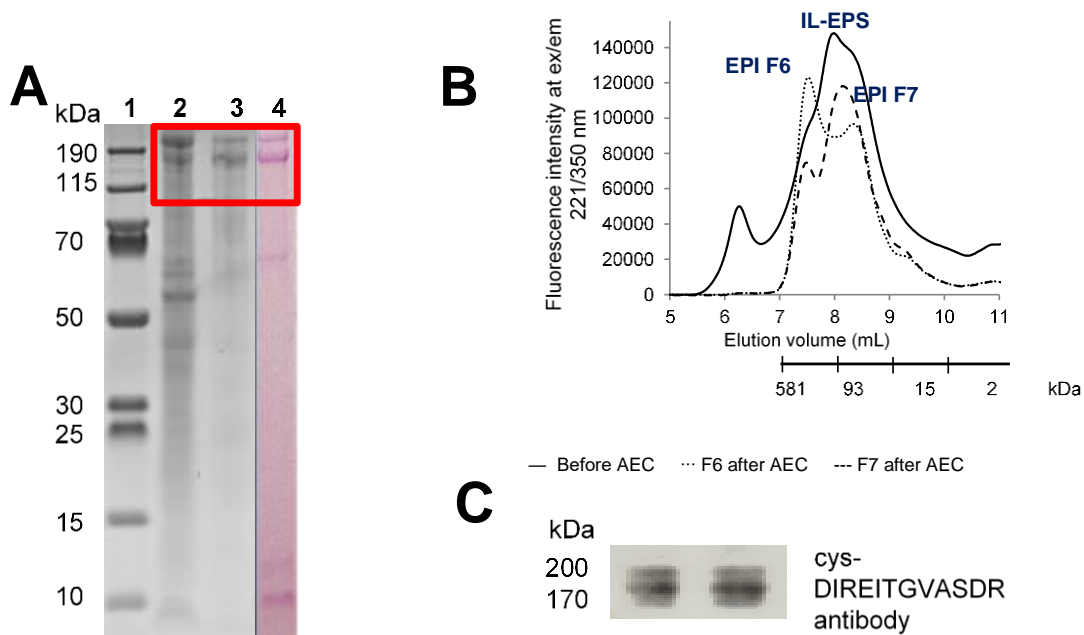 A
kDa
1 2 3 4
190
115
70
50
30
25
15
10
B
IL-EPS
EPI F6
EPI F7
Fluorescence intensity at ex/em
221/350 nm
140000
120000
100000
80000
60000
40000
20000
0
5 6 7 8 9 10 11
Elution volume (mL)
581 93 15 2 kDa
— Before AEC ··· F6 after AEC --- F7 after AEC
C
kDa
200
170
cys-
DIREITGVASDR
antibody